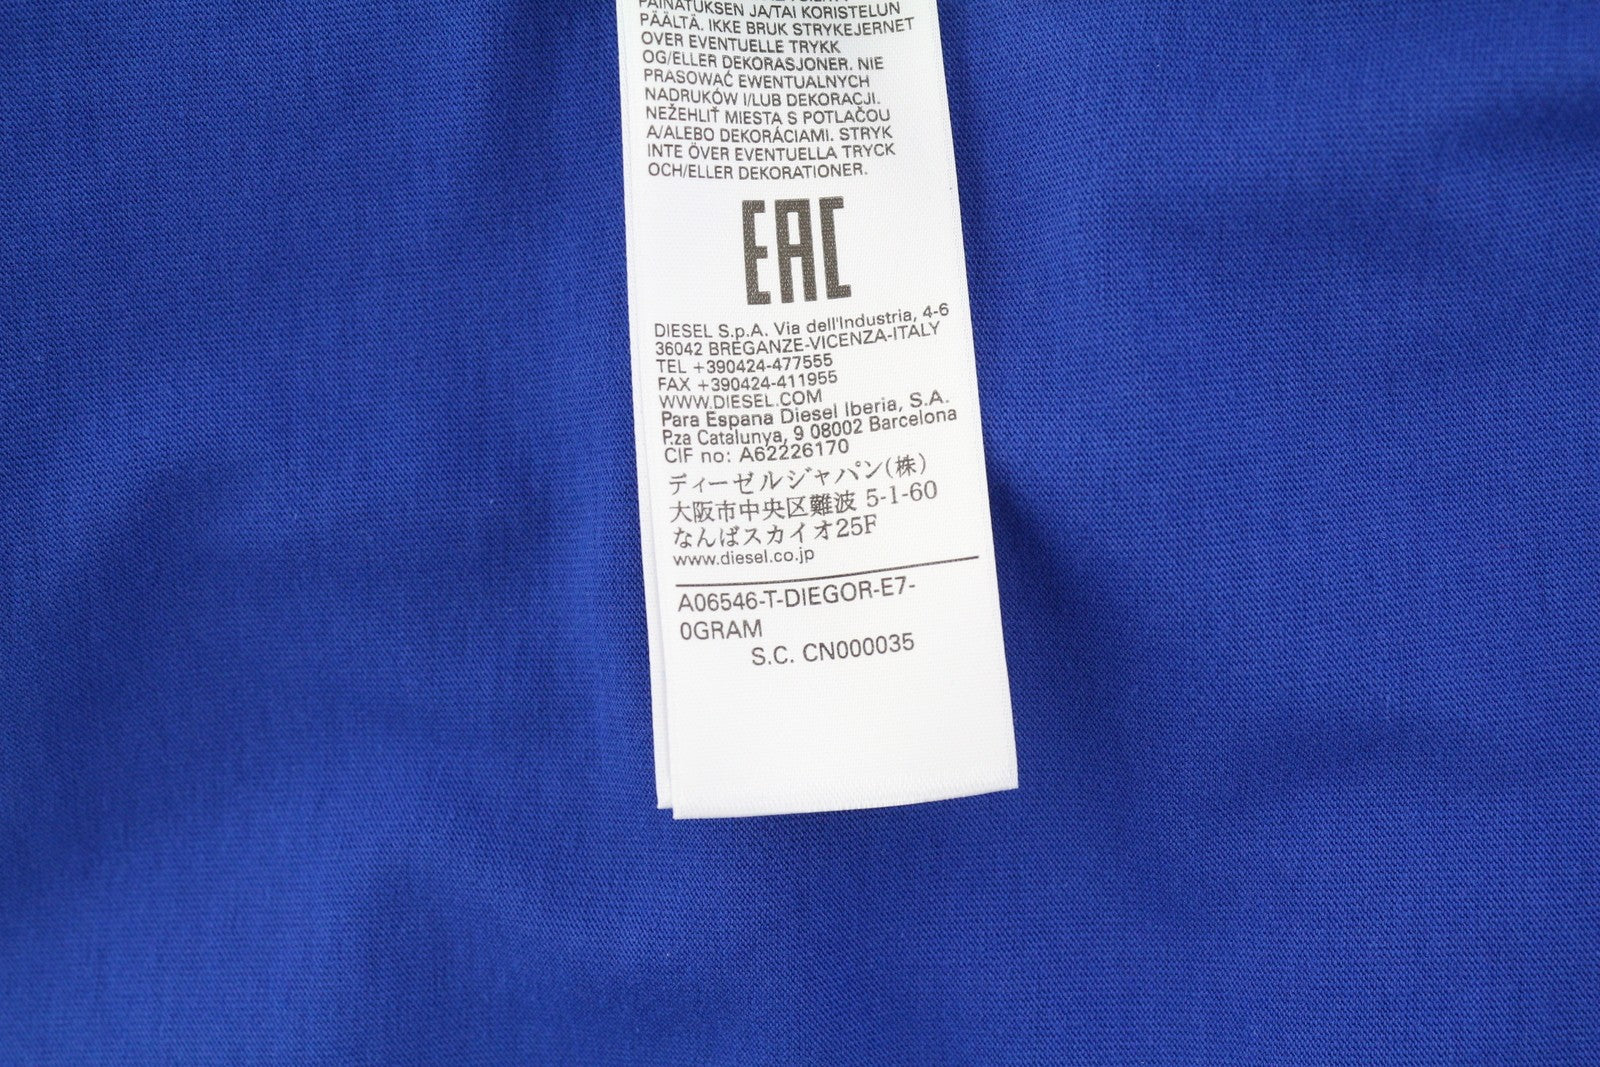 PAINATUKSEN JA/TAI KORISTELUN
PÄÄLTÄ. IKKE BRUK STRYKEJERNET
OVER EVENTUELLE TRYKK
OG/ELLER DEKORASJONER. NIE
PRASOWAĆ EWENTUALNYCH
NADRUKÓW I/LUB DEKORACJI.
NEŽEHLIŤ MIESTA S POTLAČOU
A/ALEBO DEKORÁCIAMI. STRYK
INTE ÖVER EVENTUELLA TRYCK
OCH/ELLER DEKORATIONER.
EAC
DIESEL S.p.A. Via dell'Industria, 4-6
36042 BREGANZE-VICENZA-ITALY
TEL +390424-477555
FAX +390424-411955
WWW.DIESEL.COM
Para Espana Diesel Iberia, S.A.
P.za Catalunya, 9 08002 Barcelona
CIF no: A62226170
ディーゼルジャパン(株)
大阪市中央区難波 5-1-60
なんばスカイオ25F
www.diesel.co.jp
A06546-T-DIEGOR-E7-
0GRAM
S.C. CN000035